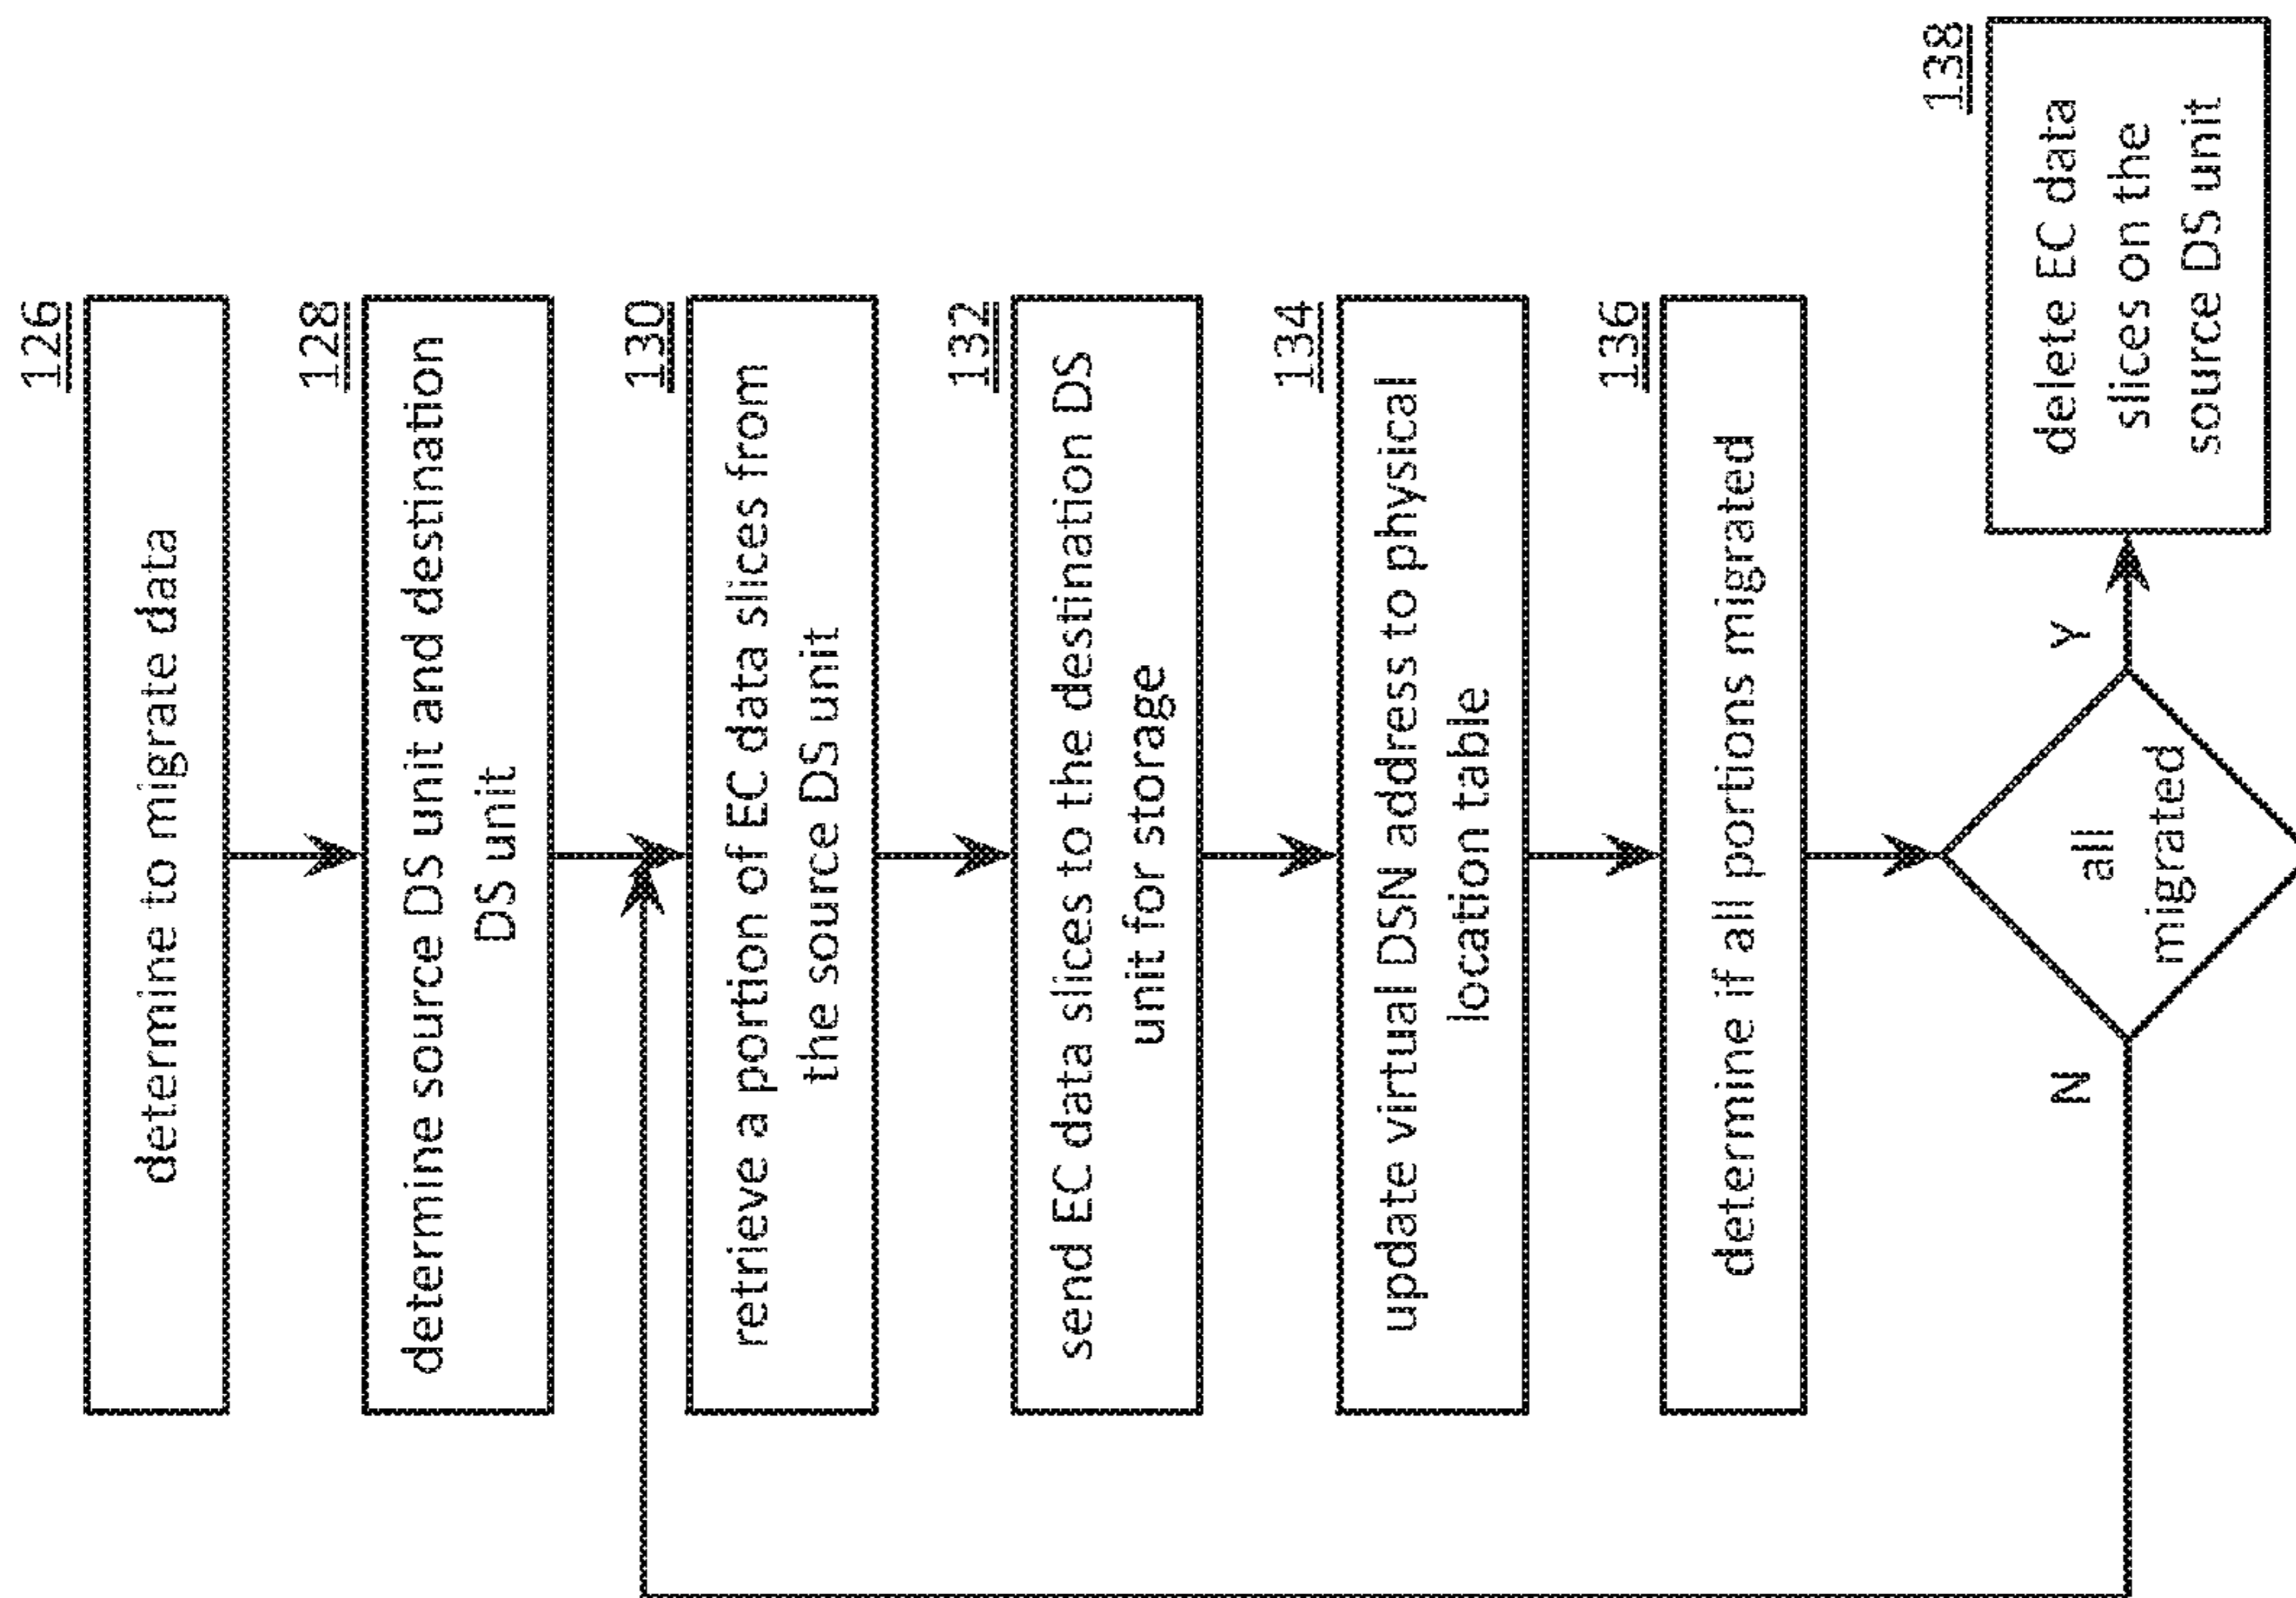 126
determine to migrate data
128
determine source DS unit and destination
DS unit
130
retrieve a portion of EC data slices from
the source DS unit
132
send EC data slices to the destination DS
unit for storage
134
update virtual DSN address to physical
location table
136
determine if all portions migrated
all
migrated
N
Y
138
delete EC data
slices on the
source DS unit